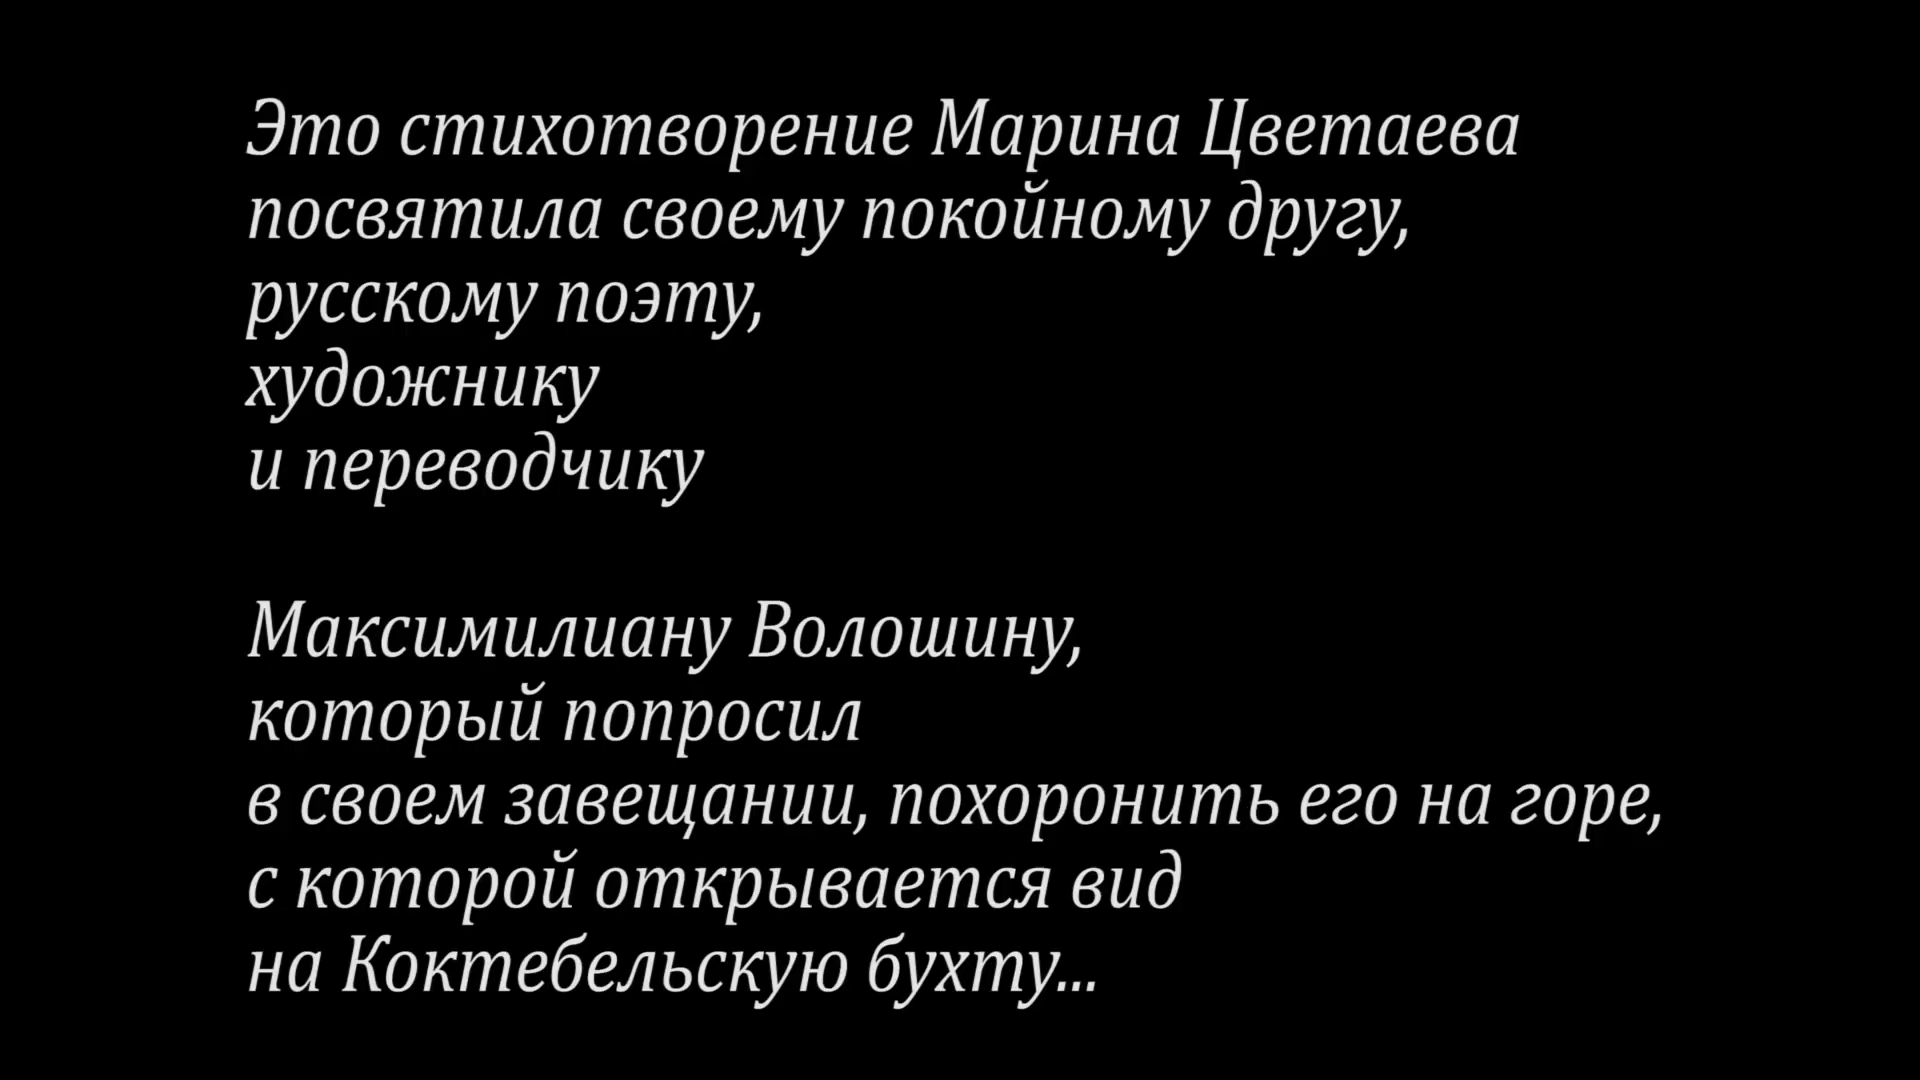 Это стихотворение Марина Цветаева
посвятила своему покойному другу,
русскому поэту,
художнику
и переводчику
Максимилиану Волошину,
который попросил
в своем завещании, похоронить его на горе,
с которой открывается вид
на Коктебельскую бухту...